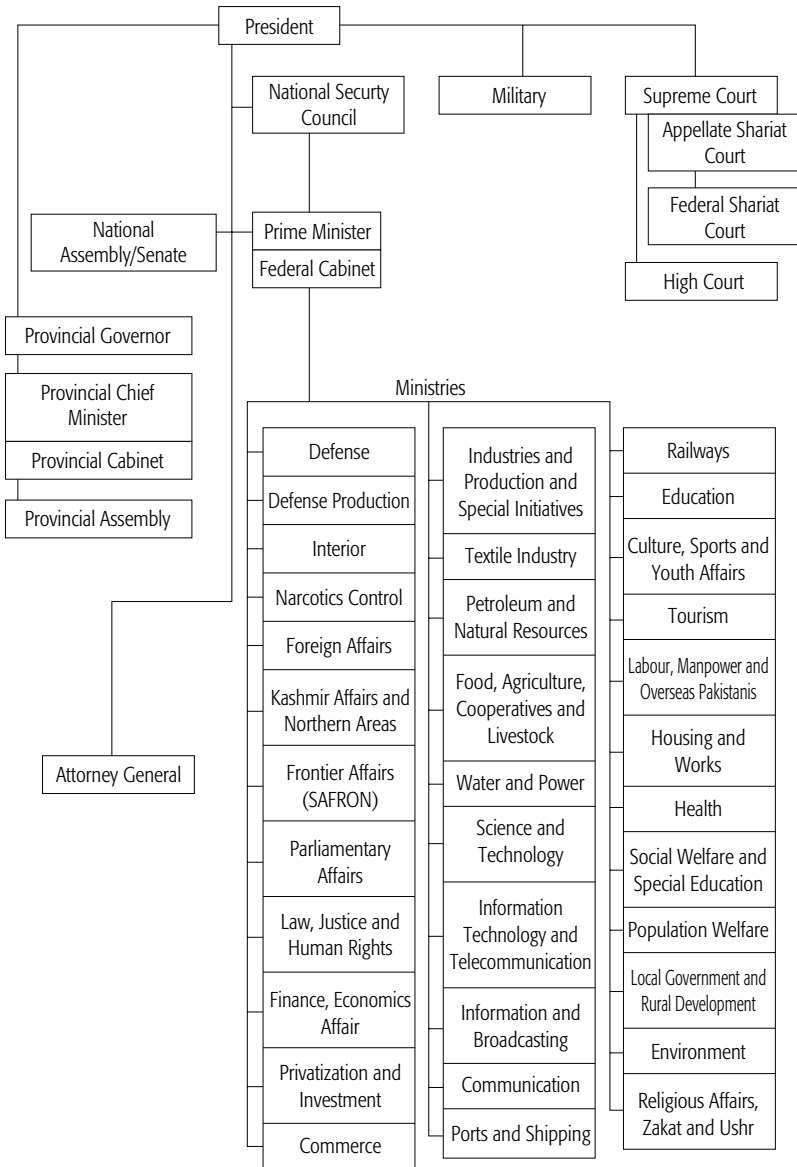 President
National Securty
Council
Military
Supreme Court
Appellate Shariat
Court
Federal Shariat
Court
High Court
National
Assembly/Senate
Prime Minister
Federal Cabinet
Provincial Governor
Provincial Chief
Minister
Provincial Cabinet
Provincial Assembly
Attorney General
Ministries
Defense
Defense Production
Interior
Narcotics Control
Foreign Affairs
Kashmir Affairs and
Northern Areas
Frontier Affairs
(SAFRON)
Parliamentary
Affairs
Law, Justice and
Human Rights
Finance, Economics
Affair
Privatization and
Investment
Commerce
Industries and
Production and
Special Initiatives
Textile Industry
Petroleum and
Natural Resources
Food, Agriculture,
Cooperatives and
Livestock
Water and Power
Science and
Technology
Information
Technology and
Telecommunication
Information and
Broadcasting
Communication
Ports and Shipping
Railways
Education
Culture, Sports and
Youth Affairs
Tourism
Labour, Manpower and
Overseas Pakistanis
Housing and
Works
Health
Social Welfare and
Special Education
Population Welfare
Local Government and
Rural Development
Environment
Religious Affairs,
Zakat and Ushr